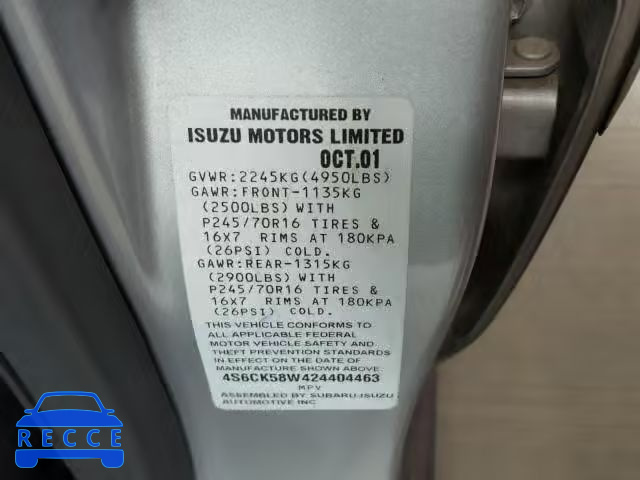 MANUFACTURED BY
ISUZU MOTORS LIMITED
OCT.01
GVWR:2245KG(4950LBS)
GAWR:FRONT-1135KG
(2500LBS) WITH
P245/70R16 TIRES &
16X7 RIMS AT 180KPA
(26PSI) COLD.
GAWR:REAR-1315KG
(2900LBS) WITH
P245/70R16 TIRES &
16X7 RIMS AT 180KPA
(26PSI) COLD.
THIS VEHICLE CONFORMS TO
ALL APPLICABLE FEDERAL
MOTOR VEHICLE SAFETY AND
THEFT PREVENTION STANDARDS
IN EFFECT ON THE DATE OF
MANUFACTURE SHOWN ABOVE
4S6CK58W424404463
MPV
ASSEMBLED BY SUBARU-ISUZU
AUTOMOTIVE INC
RECCE